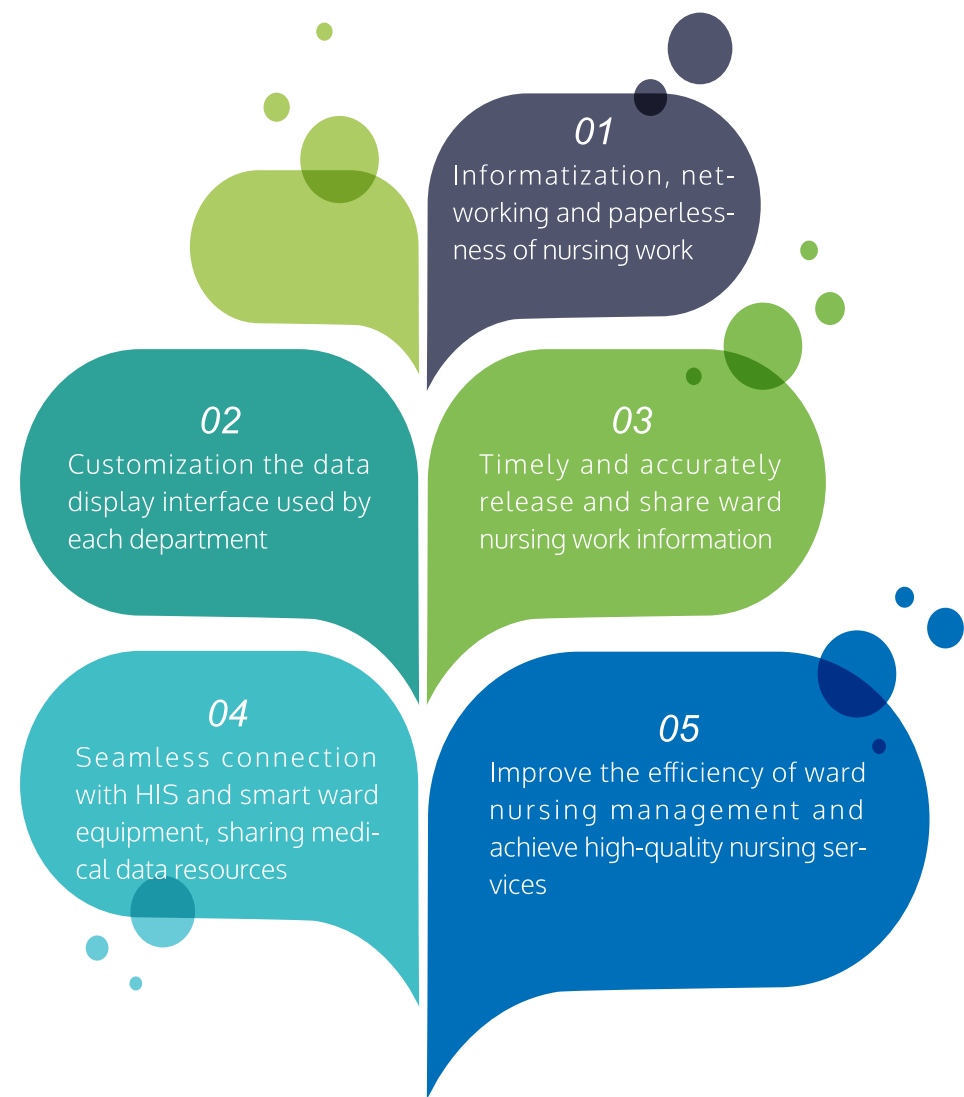 01
Informatization, net-
working and paperless-
ness of nursing work
02
Customization the data
display interface used by
each department
03
Timely and accurately
release and share ward
nursing work information
04
Seamless connection
with HIS and smart ward
equipment, sharing medi-
cal data resources
05
Improve the efficiency of ward
nursing management and
achieve high-quality nursing ser-
vices